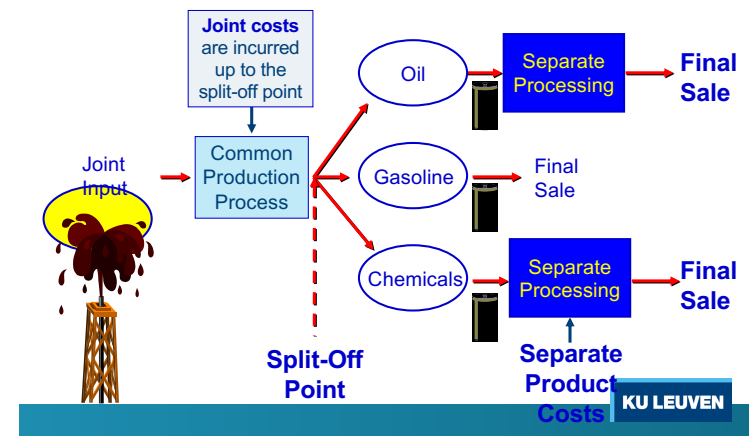 Joint costs
are incurred
up to the
split-off point
Joint
Input
Common
Production
Process
Oil
Separate
Processing
Final
Sale
Gasoline
Final
Sale
Chemicals
Separate
Processing
Final
Sale
Split-Off
Point
Separate
Product
Costs
KU LEUVEN